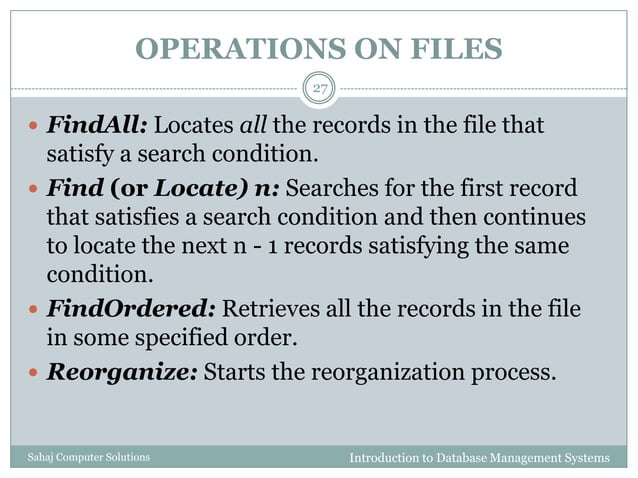 OPERATIONS ON FILES
27
• FindAll: Locates all the records in the file that
satisfy a search condition.
• Find (or Locate) n: Searches for the first record
that satisfies a search condition and then continues
to locate the next n - 1 records satisfying the same
condition.
• FindOrdered: Retrieves all the records in the file
in some specified order.
• Reorganize: Starts the reorganization process.
Sahaj Computer Solutions
Introduction to Database Management Systems